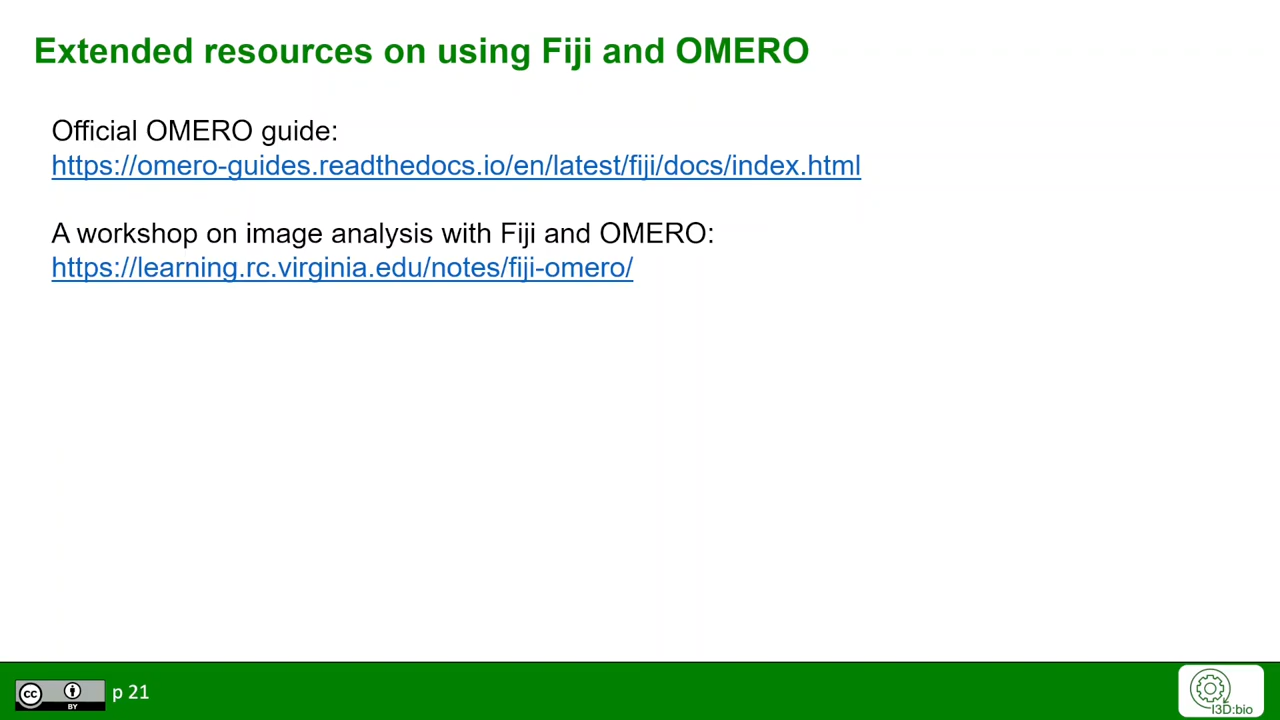 Extended resources on using Fiji and OMERO
Official OMERO guide:
https://omero-guides.readthedocs.io/en/latest/fiji/docs/index.html
A workshop on image analysis with Fiji and OMERO:
https://learning.rc.virginia.edu/notes/fiji-omero/
cc
BY
p 21
I3D:bio